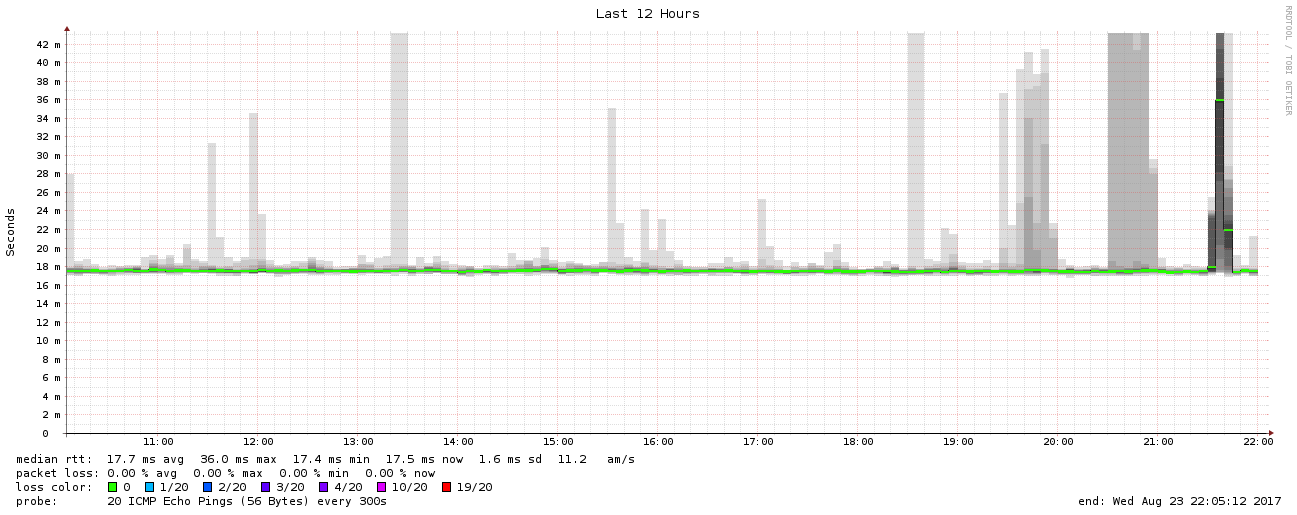 Last 12 Hours
RRDTOOL / TOBI OETIKER
Seconds
42 m
40 m
38 m
36 m
34 m
32 m
30 m
28 m
26 m
24 m
22 m
20 m
18 m
16 m
14 m
12 m
10 m
8 m
6 m
4 m
2 m
0
11:00 12:00 13:00 14:00 15:00 16:00 17:00 18:00 19:00 20:00 21:00 22:00
median rtt: 17.7 ms avg 36.0 ms max 17.4 ms min 17.5 ms now 1.6 ms sd 11.2 am/s
packet loss: 0.00 % avg 0.00 % max 0.00 % min 0.00 % now
loss color: 0 1/20 2/20 3/20 4/20 10/20 19/20
probe: 20 ICMP Echo Pings (56 Bytes) every 300s end: Wed Aug 23 22:05:12 2017